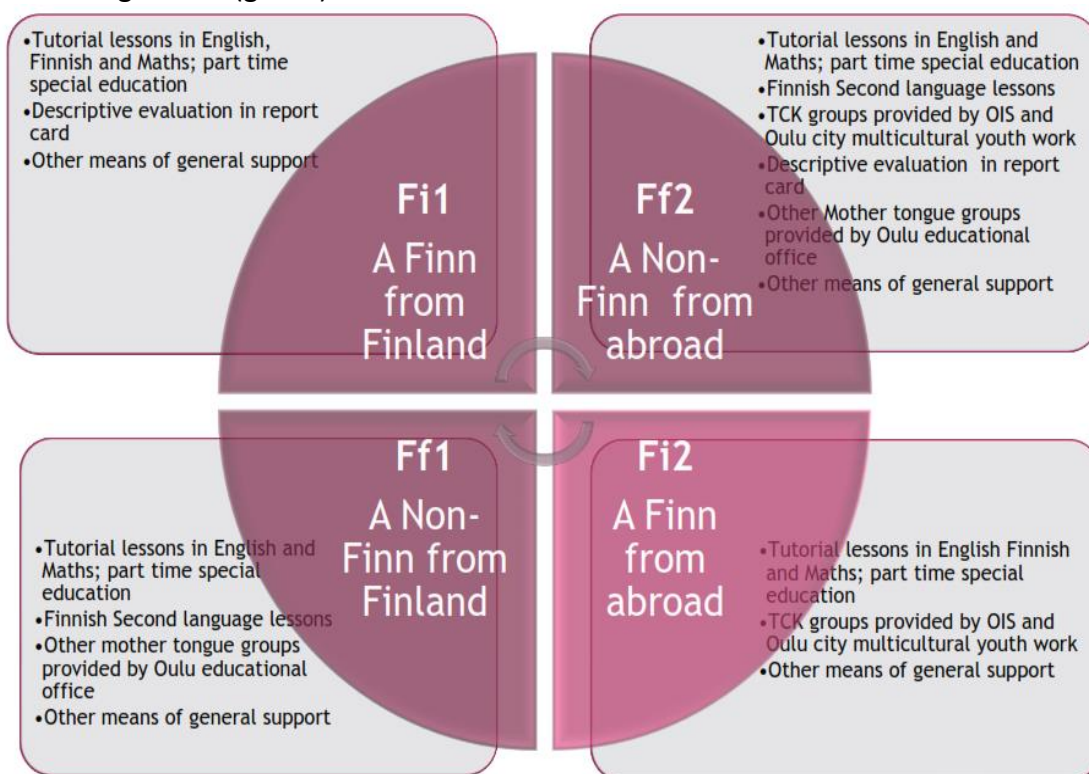 •Tutorial lessons in English,
Finnish and Maths; part time
special education
•Descriptive evaluation in report
card
•Other means of general support
Fi1
A Finn
from
Finland
•Tutorial lessons in English and
Maths; part time special education
•Finnish Second language lessons
•TCK groups provided by OIS and
Oulu city multicultural youth work
•Descriptive evaluation in report
card
•Other Mother tongue groups
provided by Oulu educational
office
•Other means of general support
Ff2
A Non-
Finn from
abroad
•Tutorial lessons in English and
Maths; part time special
education
•Finnish Second language lessons
•Other mother tongue groups
provided by Oulu educational
office
•Other means of general support
Ff1
A Non-
Finn from
Finland
•Tutorial lessons in English Finnish
and Maths; part time special
education
•TCK groups provided by OIS and
Oulu city multicultural youth work
•Other means of general support
Fi2
A Finn
from
abroad